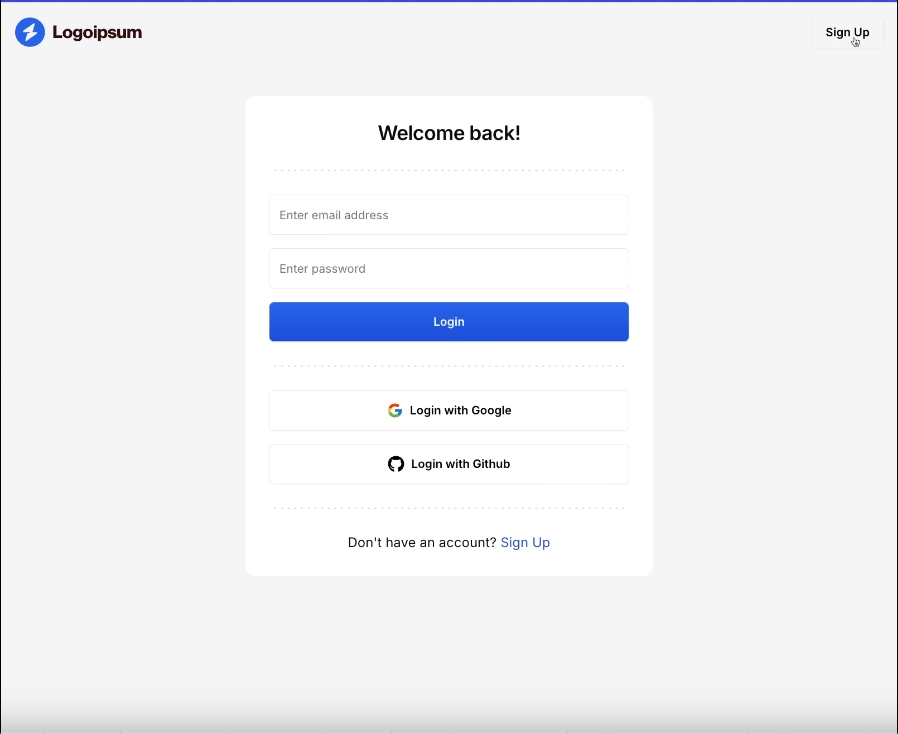 Logoipsum
Sign Up
Welcome back!
Enter email address
Enter password
Login
Login with Google
Login with Github
Don't have an account? Sign Up